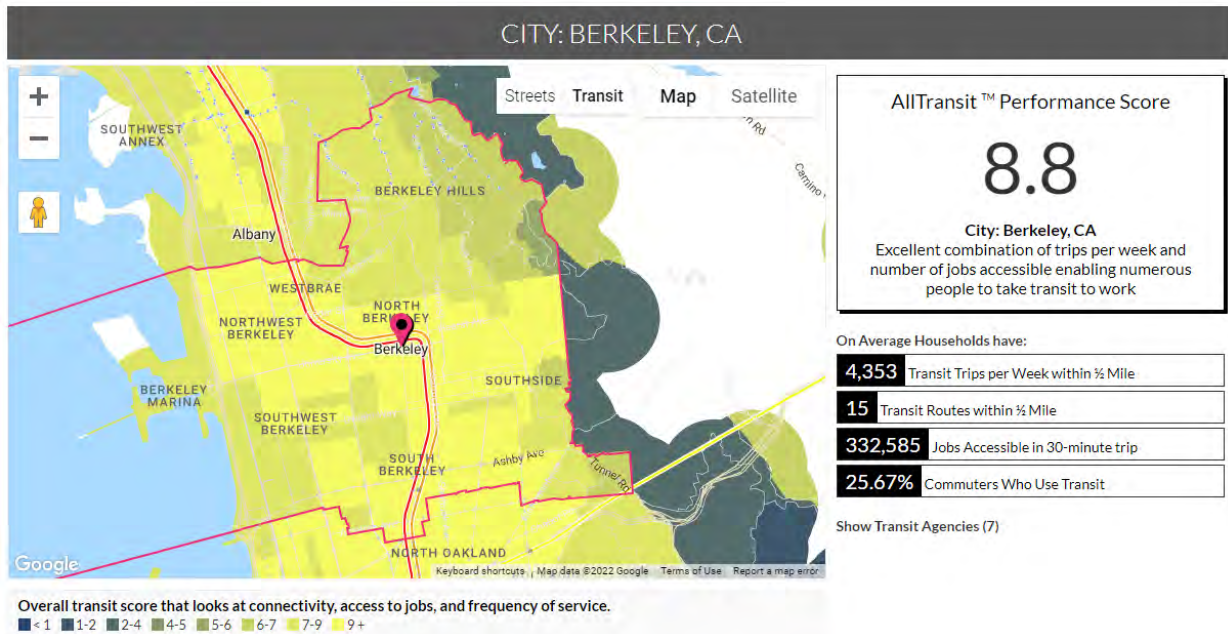 CITY: BERKELEY, CA
Streets Transit Map Satellite
SOUTHWEST
ANNEX
BERKELEY HILLS
Albany
WESTBRAE
NORTHWEST
BERKELEY
NORTH
Berkeley
BERKELEY
MARINA
SOUTHSIDE
SOUTHWEST
BERKELEY
SOUTH
BERKELEY
Ashby Ave
Tunnel Rd
NORTH OAKLAND
Rd
Camino
Google
Keyboard shortcuts Map data ©2022 Google Terms of Use Report a map error
Overall transit score that looks at connectivity, access to jobs, and frequency of service.
< 1 1-2 2-4 4-5 5-6 6-7 7-9 9 +
AllTransit ™ Performance Score
8.8
City: Berkeley, CA
Excellent combination of trips per week and
number of jobs accessible enabling numerous
people to take transit to work
On Average Households have:
4,353 Transit Trips per Week within ½ Mile
15 Transit Routes within ½ Mile
332,585 Jobs Accessible in 30-minute trip
25.67% Commuters Who Use Transit
Show Transit Agencies (7)